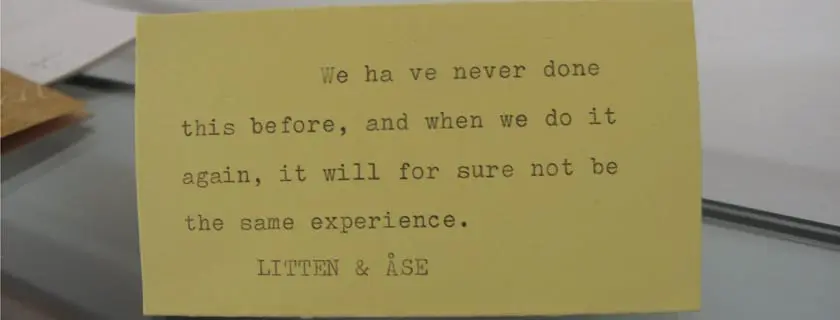 We ha ve never done
this before, and when we do it
again, it will for sure not be
the same experience.
LITTEN & ÅSE